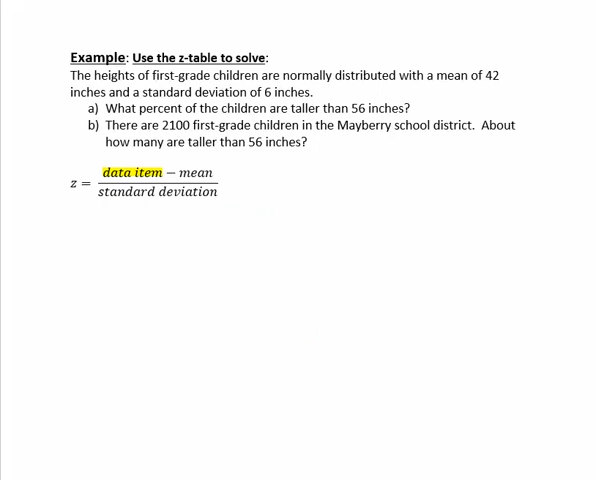 Example: Use the z-table to solve:
The heights of first-grade children are normally distributed with a mean of 42
inches and a standard deviation of 6 inches.
a) What percent of the children are taller than 56 inches?
b) There are 2100 first-grade children in the Mayberry school district. About
how many are taller than 56 inches?
z = data item − mean
standard deviation